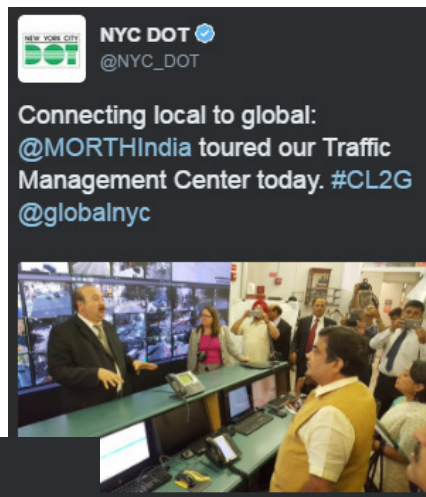 NEW YORK CITY
DOT
NYC DOT
@NYC_DOT
Connecting local to global:
@MORTHIndia toured our Traffic
Management Center today. #CL2G
@globalnyc